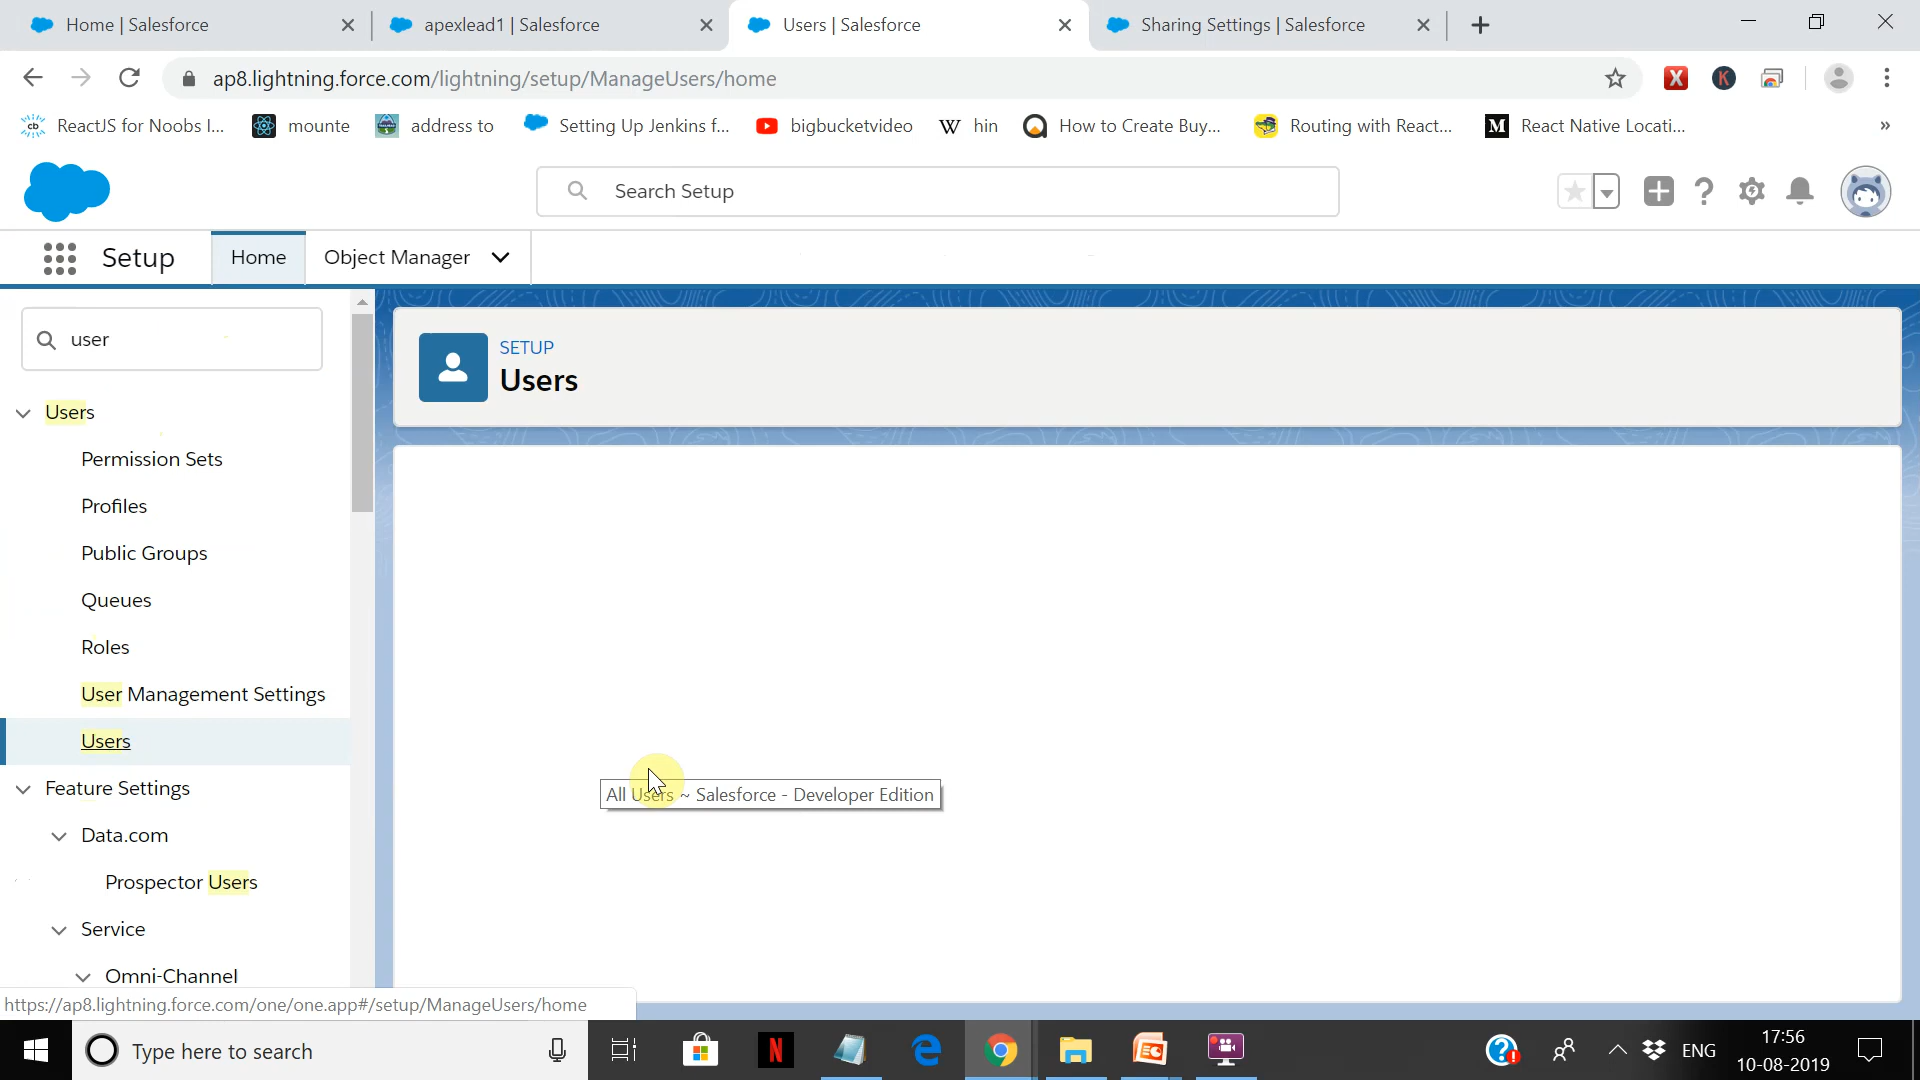 Home | Salesforce
apexlead1 | Salesforce
Users | Salesforce
Sharing Settings | Salesforce
ap8.lightning.force.com/lightning/setup/ManageUsers/home
X
K
cb
ReactJS for Noobs I...
mounte
address to
Setting Up Jenkins f...
bigbucketvideo
W
hin
How to Create Buy...
Routing with React...
M
React Native Locati...
»
Search Setup
Setup
Home
Object Manager
user
Users
Permission Sets
Profiles
Public Groups
Queues
Roles
User Management Settings
Users
Feature Settings
Data.com
Prospector Users
Service
Omni-Channel
SETUP
Users
All Users ~ Salesforce - Developer Edition
https://ap8.lightning.force.com/one/one.app#/setup/ManageUsers/home
Type here to search
N
ENG
17:56
10-08-2019